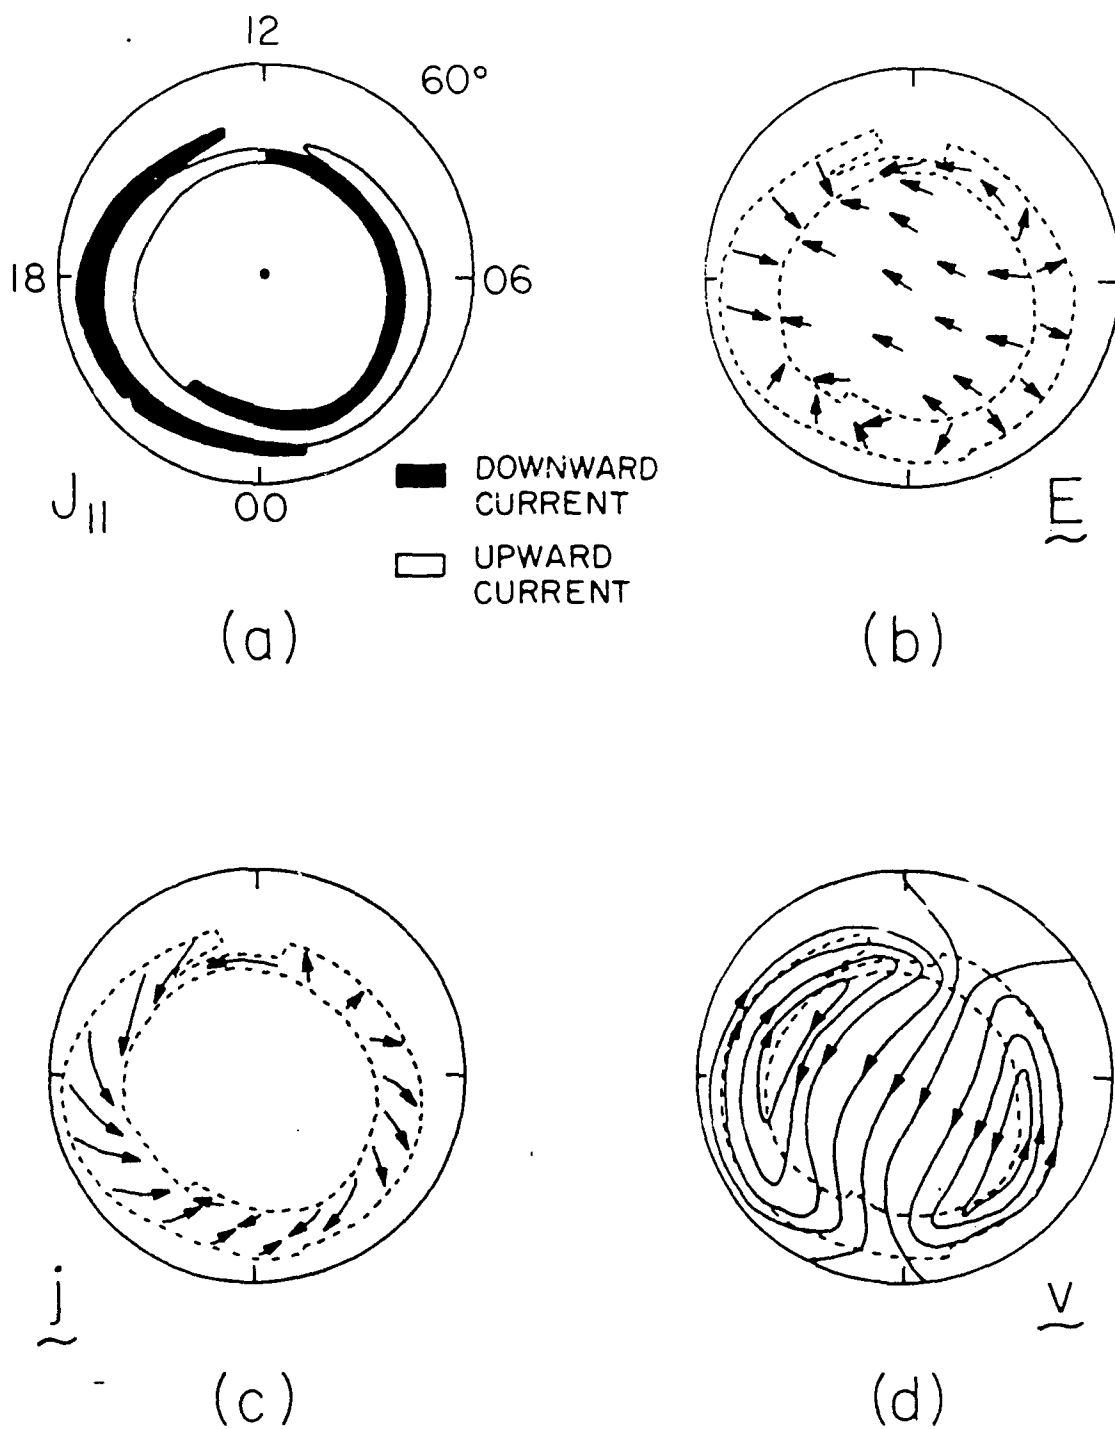 12
60°
18
06
00
J||
DOWNWARD
CURRENT
UPWARD
CURRENT
(a)
E
(b)
j
(c)
v
(d)